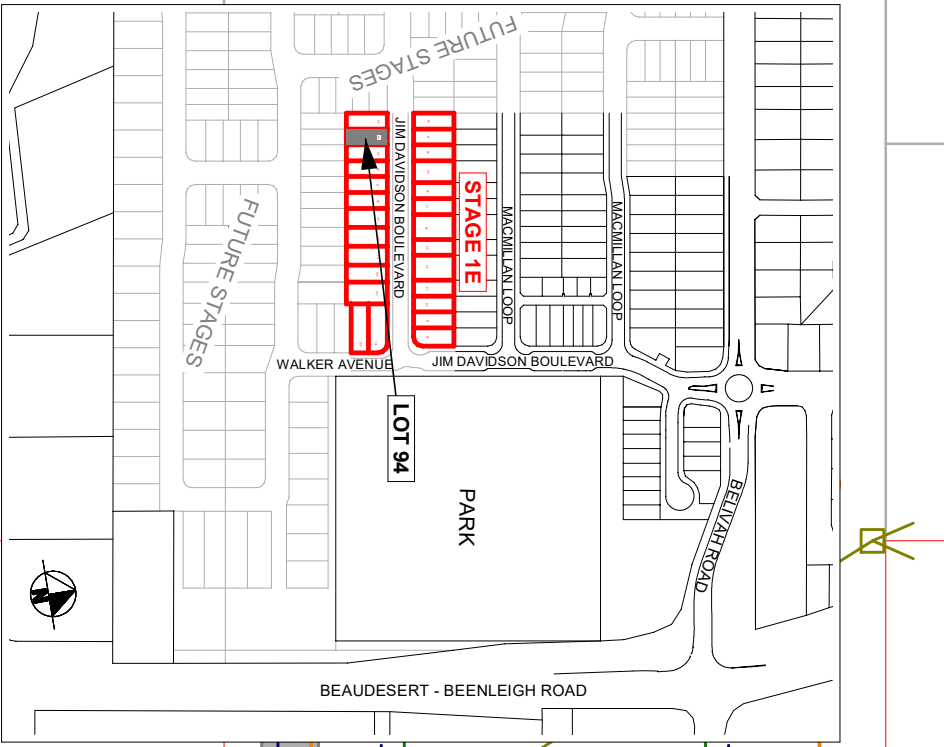 FUTURE STAGES
JIM DAVIDSON BOULEVARD
STAGE 1E
MACMILLAN LOOP
MACMILLAN LOOP
FUTURE STAGES
WALKER AVENUE
JIM DAVIDSON BOULEVARD
LOT 94
PARK
BELIVAH ROAD
N
BEAUDESERT - BEENLEIGH ROAD